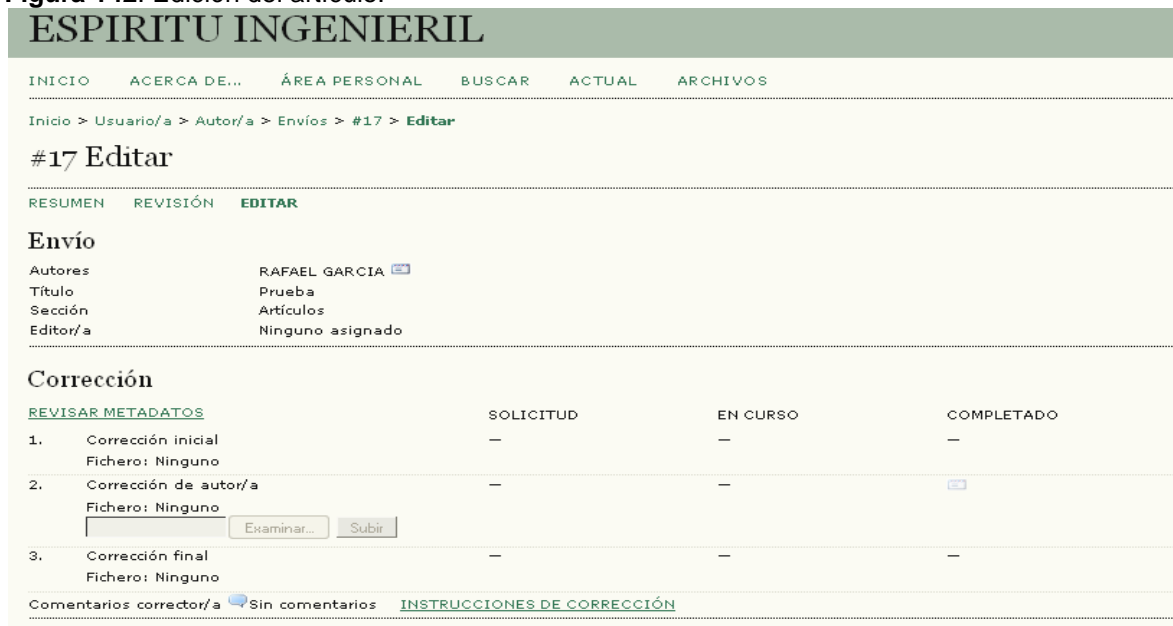 Figura 142. Edición del artículo.
ESPIRITU INGENIERIL
INICIO ACERCA DE... ÁREA PERSONAL BUSCAR ACTUAL ARCHIVOS
Inicio > Usuario/a > Autor/a > Envíos > #17 > Editar
#17 Editar
RESUMEN REVISIÓN EDITAR
Envío
Autores RAFAEL GARCIA
Título Prueba
Sección Artículos
Editor/a Ninguno asignado
Corrección
REVISAR METADATOS SOLICITUD EN CURSO COMPLETADO
1. Corrección inicial — — —
Fichero: Ninguno
2. Corrección de autor/a — —
Fichero: Ninguno
Examinar... Subir
3. Corrección final — — —
Fichero: Ninguno
Comentarios corrector/a Sin comentarios INSTRUCCIONES DE CORRECCIÓN